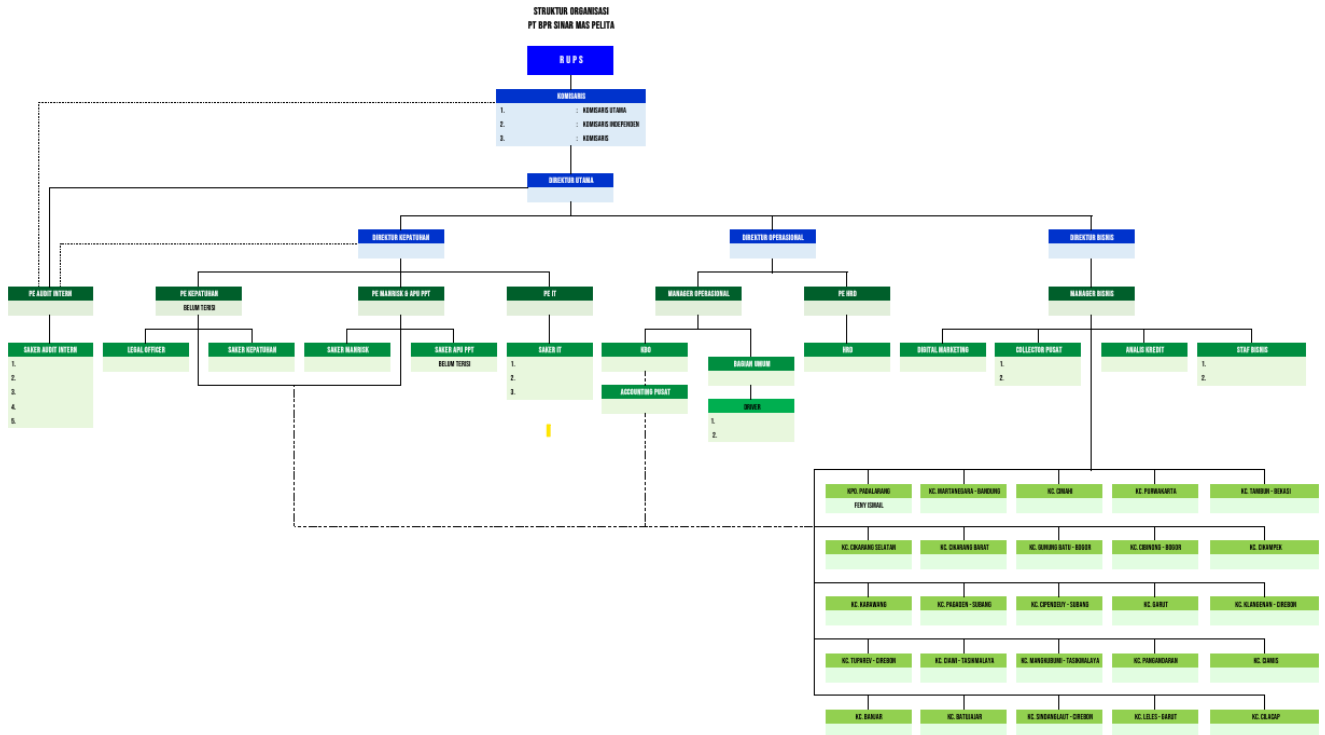 STRUKTUR ORGANISASI
PT BPR SINAR MAS PELITA
R U P S
KOMISARIS
1. : KOMISARIS UTAMA
2. : KOMISARIS INDEPENDEN
3. : KOMISARIS
DIREKTUR UTAMA
DIREKTUR KEPATUHAN
DIREKTUR OPERASIONAL
DIREKTUR BISNIS
PE AUDIT INTERN
PE KEPATUHAN
BELUM TERISI
PE MANRISK & APU PPT
PE IT
MANAGER OPERASIONAL
PE HRD
MANAGER BISNIS
SAKER AUDIT INTERN
1.
2.
3.
4.
5.
LEGAL OFFICER
SAKER KEPATUHAN
SAKER MANRISK
SAKER APU PPT
BELUM TERISI
SAKER IT
1.
2.
3.
KBO
ACCOUNTING PUSAT
BAGIAN UMUM
DRIVER
1.
2.
HRD
DIGITAL MARKETING
COLLECTOR PUSAT
1.
2.
ANALIS KREDIT
STAF BISNIS
1.
2.
KPO. PADALARANG
FENY ISMAIL
KC. MARTANEGARA - BANDUNG
KC. CIMAHI
KC. PURWAKARTA
KC. TAMBUN - BEKASI
KC. CIKARANG SELATAN
KC. CIKARANG BARAT
KC. GUNUNG BATU - BOGOR
KC. CIBINONG - BOGOR
KC. CIKAMPEK
KC. KARAWANG
KC. PAGADEN - SUBANG
KC. CIPENDEUY - SUBANG
KC. GARUT
KC. KLANGENAN - CIREBON
KC. TUPAREV - CIREBON
KC. CIAWI - TASIKMALAYA
KC. MANGKUBUMI - TASIKMALAYA
KC. PANGANDARAN
KC. CIAMIS
KC. BANJAR
KC. BATUJAJAR
KC. SINDANGLAUT - CIREBON
KC. LELES - GARUT
KC. CILACAP